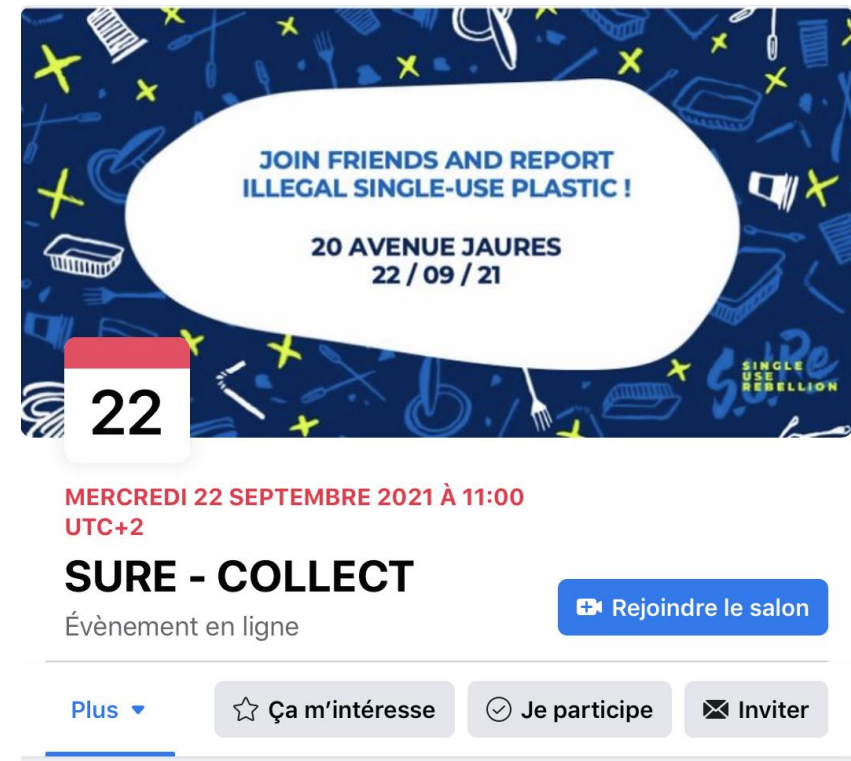 JOIN FRIENDS AND REPORT
ILLEGAL SINGLE-USE PLASTIC !
20 AVENUE JAURES
22 / 09 / 21
S.U.Re
SINGLE
USE
REBELLION
22
MERCREDI 22 SEPTEMBRE 2021 À 11:00
UTC+2
SURE - COLLECT
Évènement en ligne
Rejoindre le salon
Plus
Ça m’intéresse
Je participe
Inviter